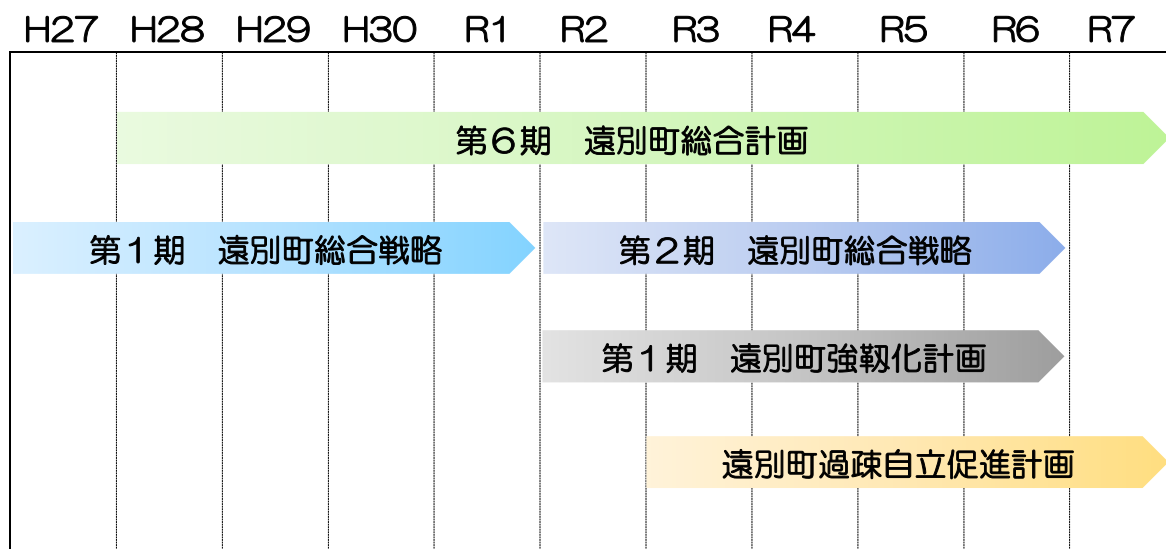 H27 H28 H29 H30 R1 R2 R3 R4 R5 R6 R7
第６期　遠別町総合計画
第１期　遠別町総合戦略
第２期　遠別町総合戦略
第１期　遠別町強靱化計画
遠別町過疎自立促進計画